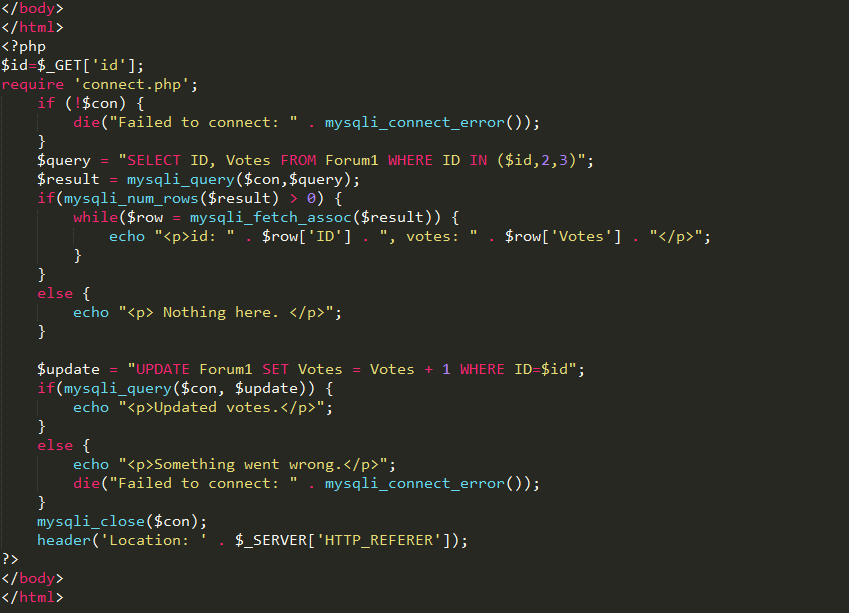 </body>
</html>
<?php
$id=$_GET['id'];
require 'connect.php';
if (!$con) {
die("Failed to connect: " . mysqli_connect_error());
}
$query = "SELECT ID, Votes FROM Forum1 WHERE ID IN ($id,2,3)";
$result = mysqli_query($con,$query);
if(mysqli_num_rows($result) > 0) {
while($row = mysqli_fetch_assoc($result)) {
echo "<p>id: " . $row['ID'] . ", votes: " . $row['Votes'] . "</p>";
}
}
else {
echo "<p> Nothing here. </p>";
}
$update = "UPDATE Forum1 SET Votes = Votes + 1 WHERE ID=$id";
if(mysqli_query($con, $update)) {
echo "<p>Updated votes.</p>";
}
else {
echo "<p>Something went wrong.</p>";
die("Failed to connect: " . mysqli_connect_error());
}
mysqli_close($con);
header('Location: ' . $_SERVER['HTTP_REFERER']);
?>
</body>
</html>